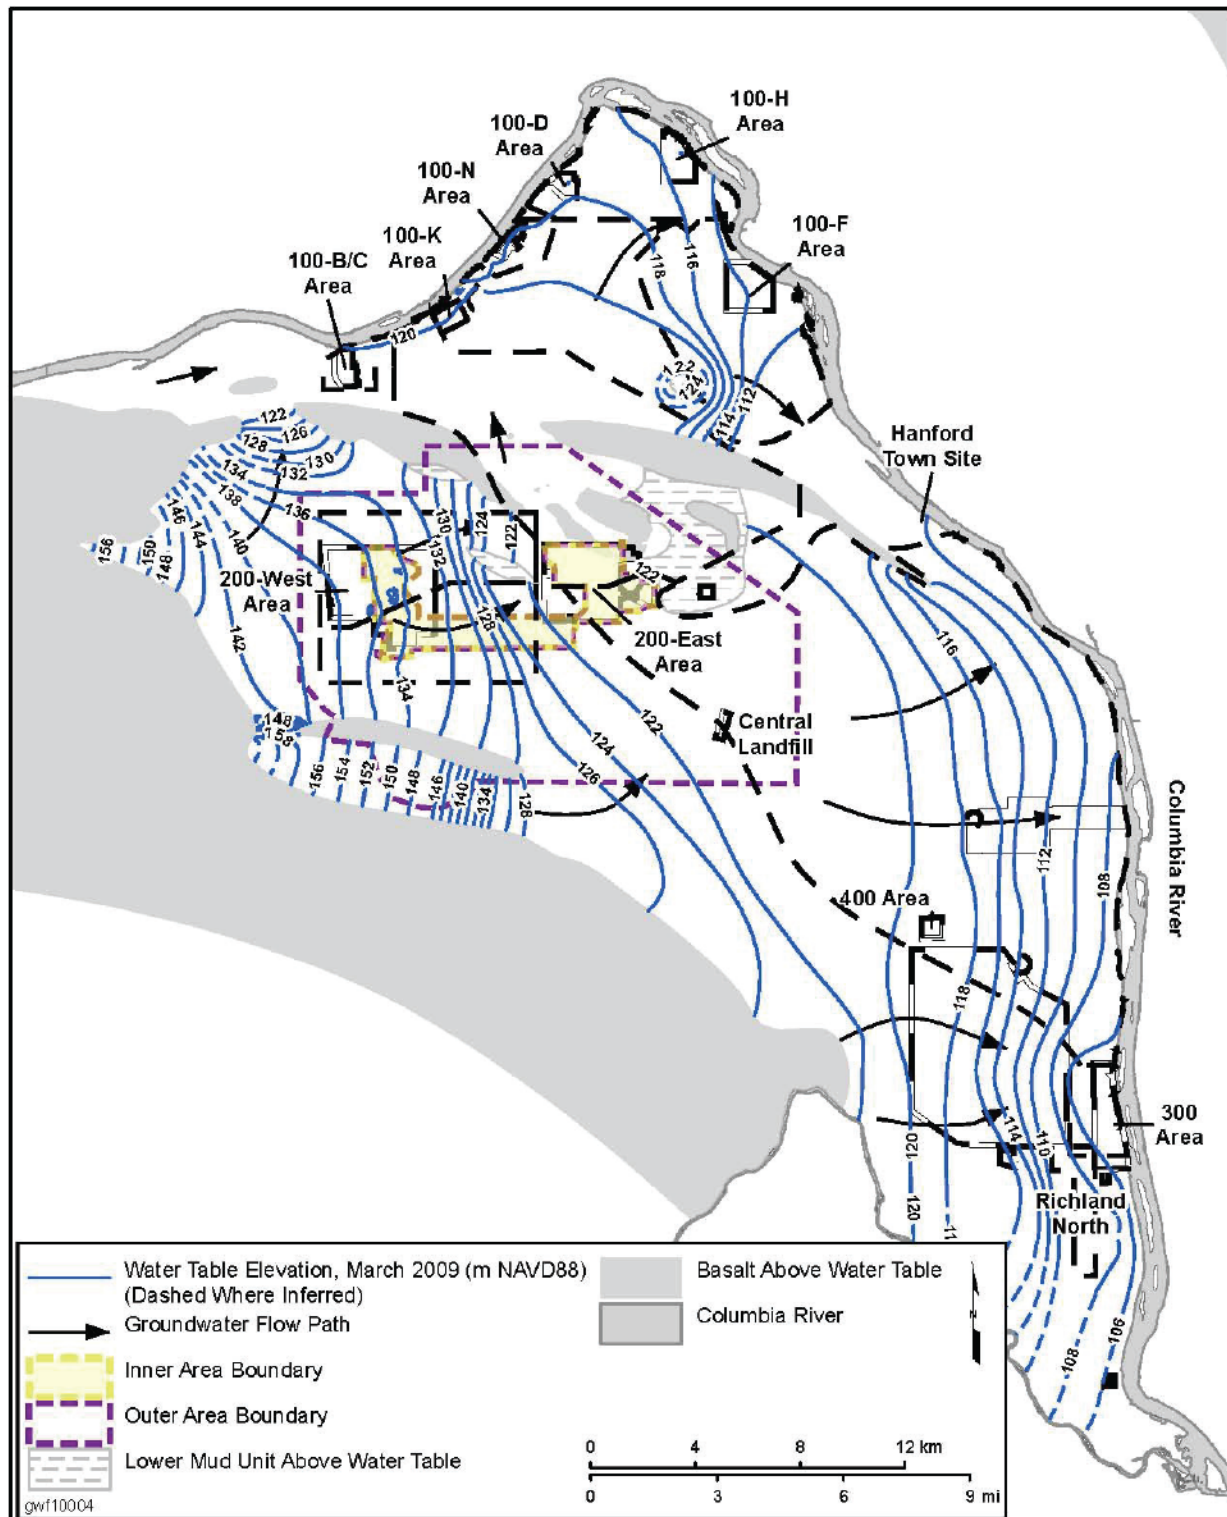 100-H
Area
100-D
Area
100-N
Area
100-K
Area
100-F
Area
100-B/C
Area
120
118
116
122
124
112
114
Hanford
Town Site
122
126
128
130
134
132
138
136
146
144
140
150
148
156
130
124
122
132
122
200-West
Area
128
142
134
200-East
Area
116
122
Central
Landfill
148
158
124
126
156
154
152
150
148
146
140
134
128
Columbia River
112
108
400 Area
118
120
114
110
300
Area
120
11
Richland
North
108
106
Water Table Elevation, March 2009 (m NAVD88)
(Dashed Where Inferred)
Groundwater Flow Path
Inner Area Boundary
Outer Area Boundary
Lower Mud Unit Above Water Table
Basalt Above Water Table
Columbia River
0 4 8 12 km
0 3 6 9 mi
gwf10004